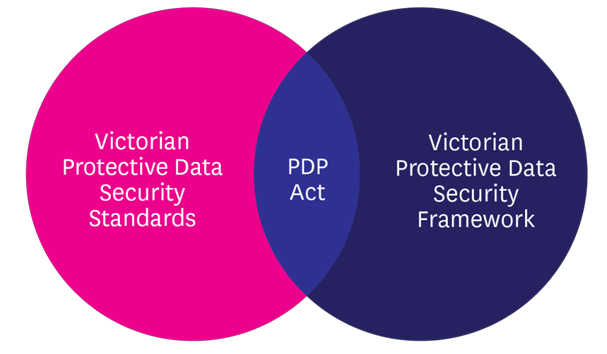 Victorian
Protective Data
Security
Standards
PDP
Act
Victorian
Protective Data
Security
Framework